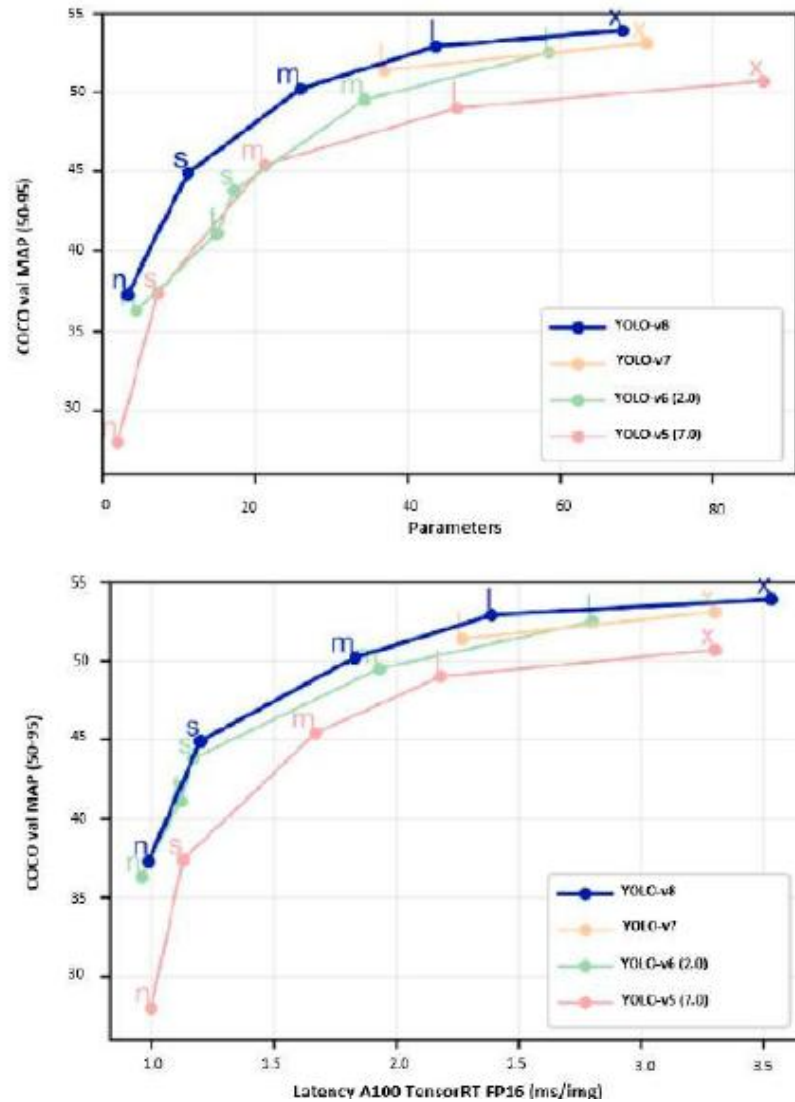 55
50
45
40
35
30
COCO val MAP (50-95)
x
x
l
l
l
x
m
m
l
s
m
s
n
s
n
YOLO-v8
YOLO-v7
YOLO-v6 (2.0)
YOLO-v5 (7.0)
0 20 40 60 80
Parameters
55
50
45
40
35
30
COCO val MAP (50-95)
x
x
l
x
m
s
m
s
n
n
s
n
YOLO-v8
YOLO-v7
YOLO-v6 (2.0)
YOLO-v5 (7.0)
1.0 1.5 2.0 2.5 3.0 3.5
Latency A100 TensorRT FP16 (ms/img)